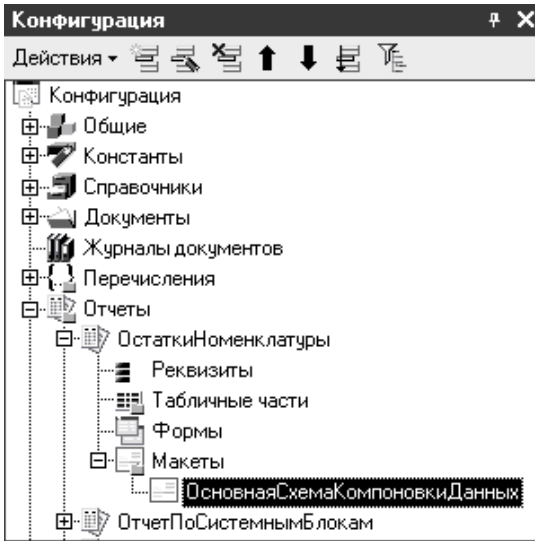 Конфигурация
Действия
Конфигурация
Общие
Константы
Справочники
Документы
Журналы документов
Перечисления
Отчеты
ОстаткиНоменклатуры
Реквизиты
Табличные части
Формы
Макеты
ОсновнаяСхемаКомпоновкиДанных
ОтчетПоСистемнымБлокам